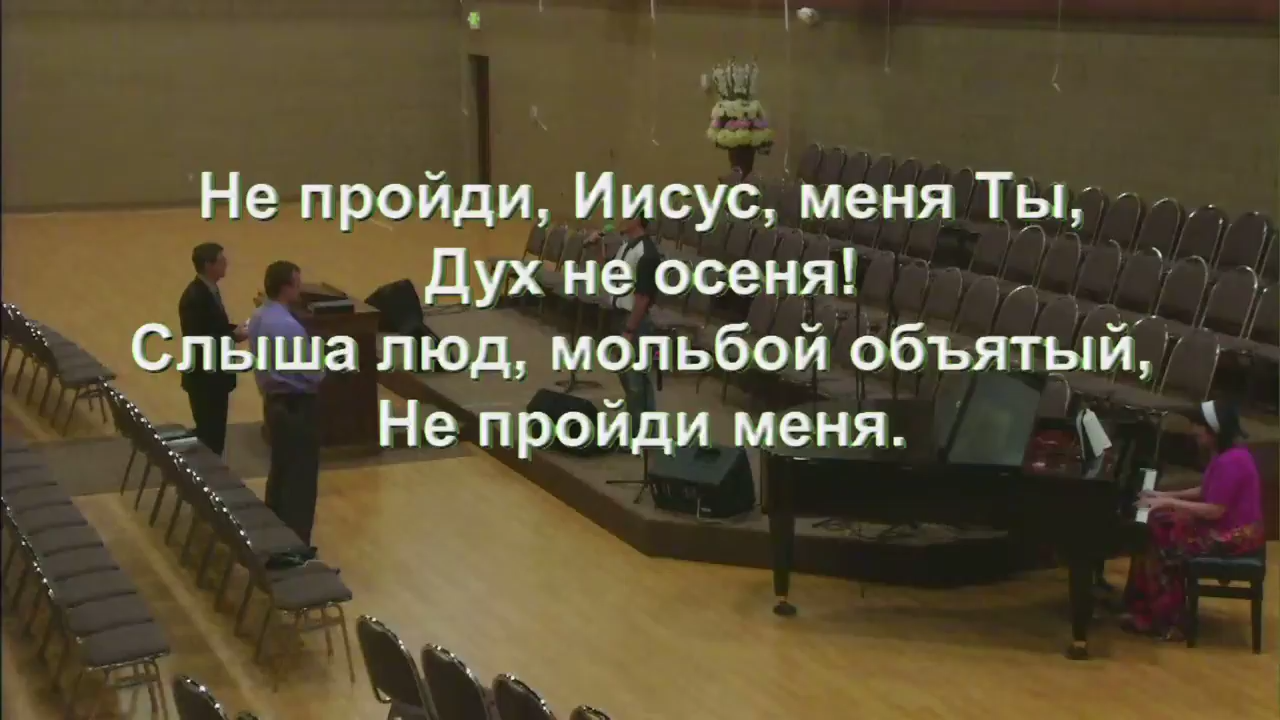 Не пройди, Иисус, меня Ты,
Дух не осеня!
Слыша люд, мольбой объятый,
Не пройди меня.